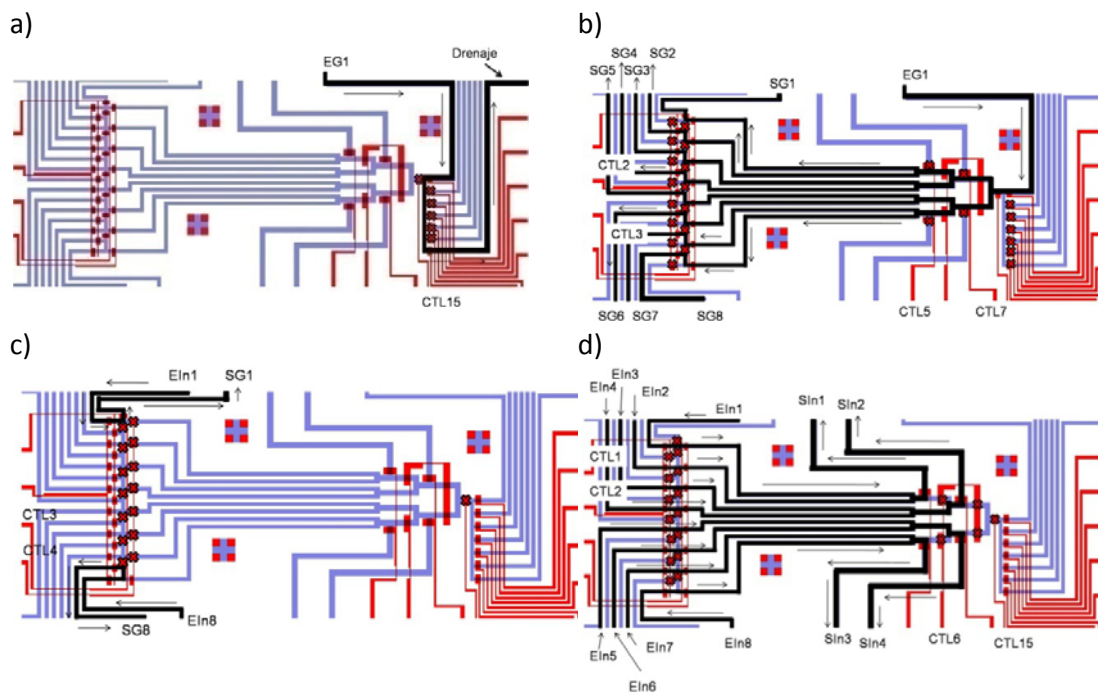 a)
EG1
Drenaje
CTL15
b)
SG4
SG2
SG5
SG3
SG1
EG1
CTL2
CTL3
SG6
SG7
SG8
CTL5
CTL7
c)
EIn1
SG1
CTL3
CTL4
EIn8
SG8
d)
EIn3
EIn4
EIn2
EIn1
SIn1
SIn2
CTL1
CTL2
EIn5
EIn7
EIn8
SIn3
SIn4
CTL6
CTL15
EIn6